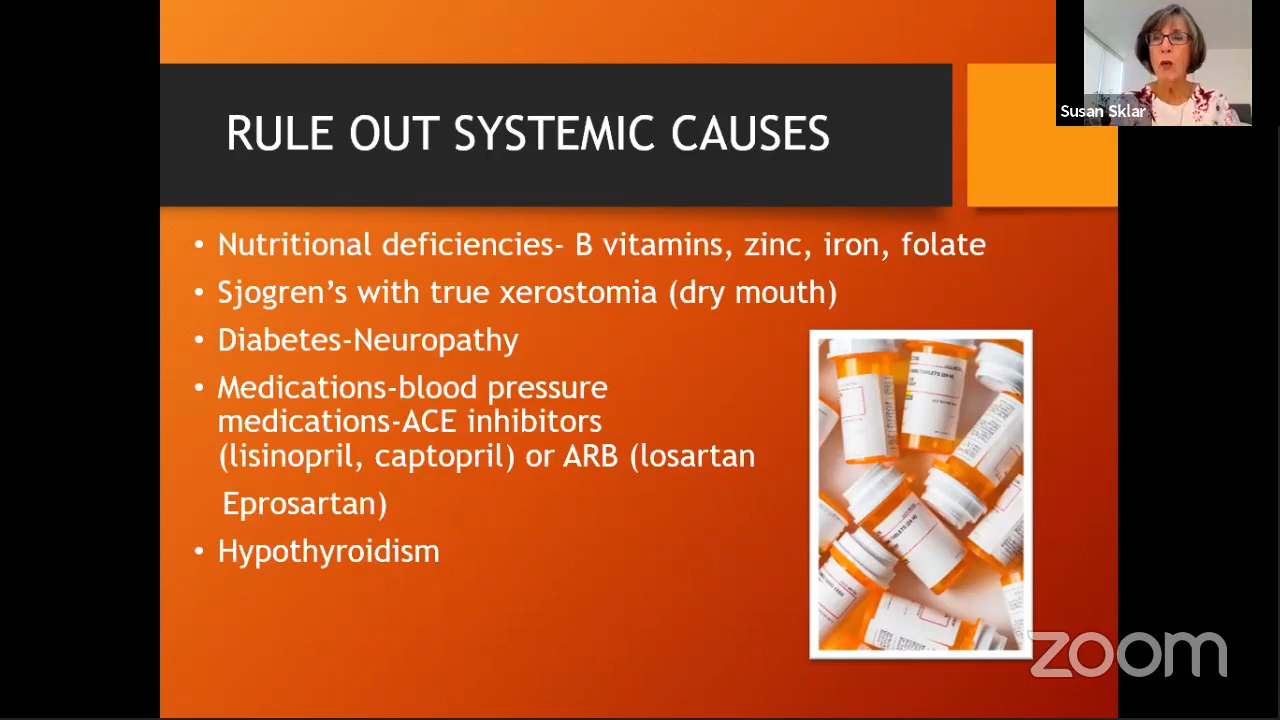 Susan Sklar
RULE OUT SYSTEMIC CAUSES
• Nutritional deficiencies- B vitamins, zinc, iron, folate
• Sjogren’s with true xerostomia (dry mouth)
• Diabetes-Neuropathy
• Medications-blood pressure
medications-ACE inhibitors
(lisinopril, captopril) or ARB (losartan
Eprosartan)
• Hypothyroidism
zoom